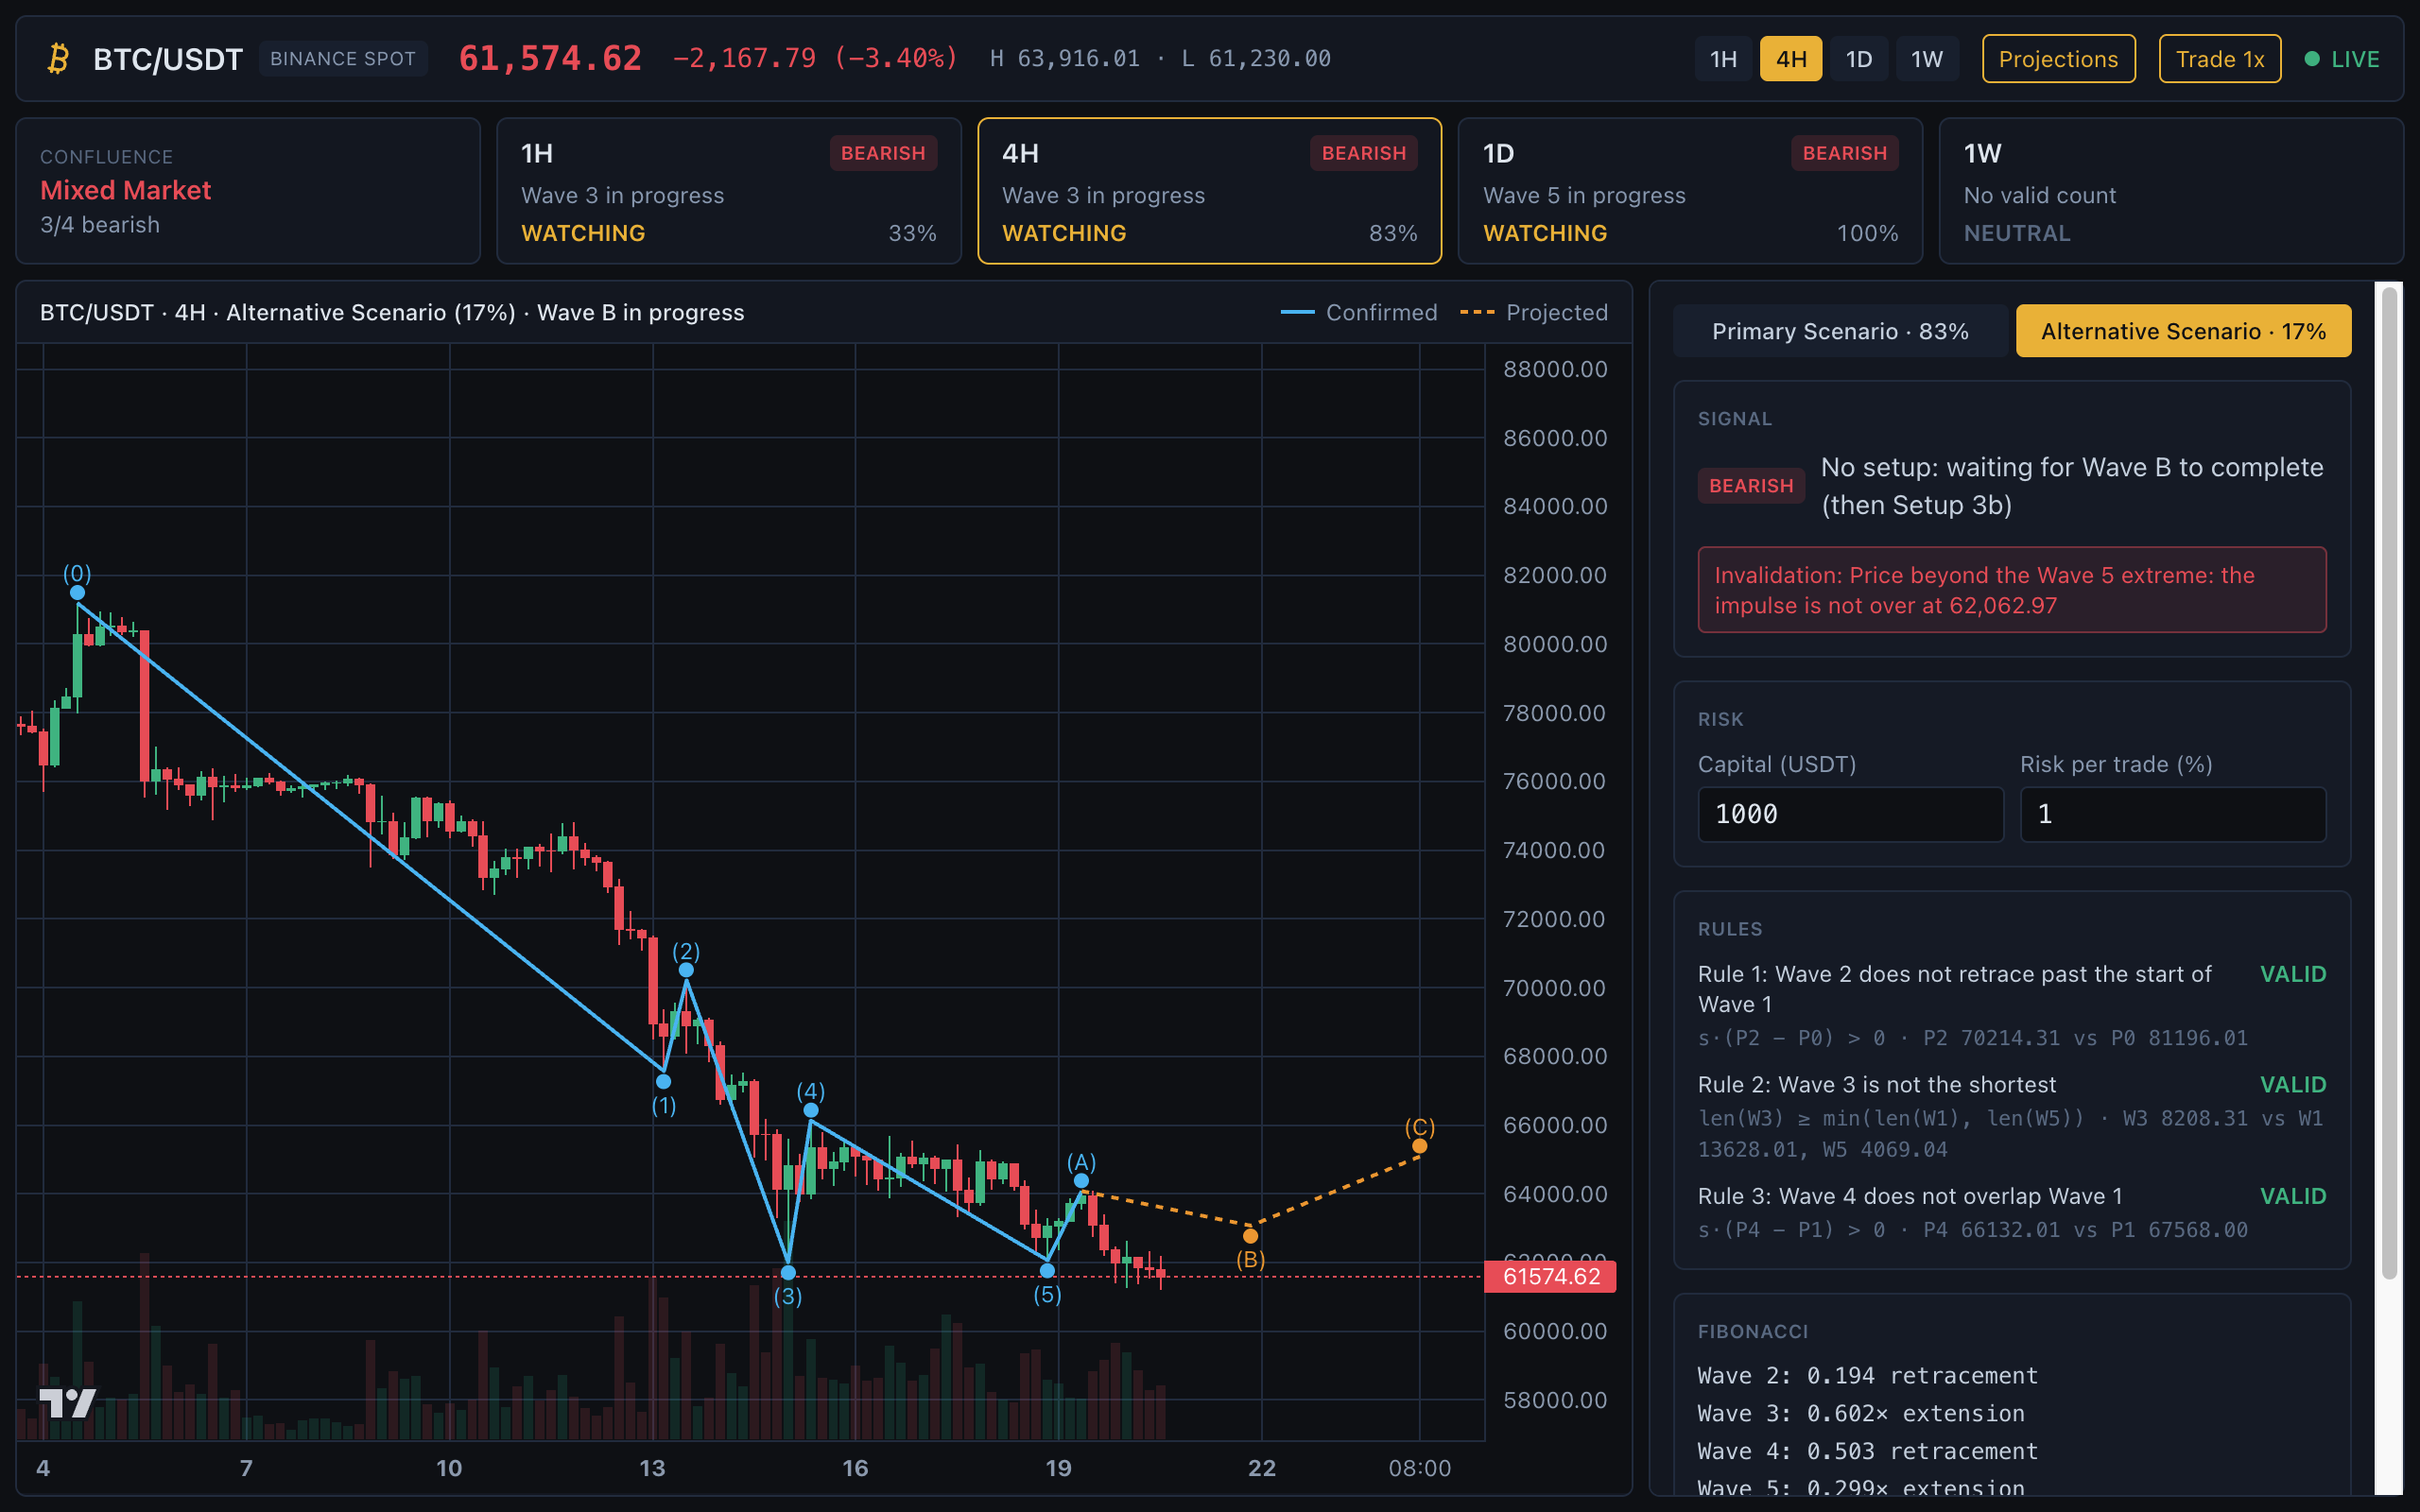 BTC/USDT BINANCE SPOT 61,574.62 −2,167.79 (−3.40%) H 63,916.01 · L 61,230.00 1H 4H 1D 1W Projections Trade 1x LIVE
CONFLUENCE
Mixed Market
3/4 bearish
1H BEARISH
Wave 3 in progress
WATCHING 33%
4H BEARISH
Wave 3 in progress
WATCHING 83%
1D BEARISH
Wave 5 in progress
WATCHING 100%
1W
No valid count
NEUTRAL
BTC/USDT · 4H · Alternative Scenario (17%) · Wave B in progress Confirmed Projected
88000.00
86000.00
84000.00
82000.00
80000.00
78000.00
76000.00
74000.00
72000.00
70000.00
68000.00
66000.00
64000.00
62000.00
61574.62
60000.00
58000.00
(0)
(2)
(1)
(4)
(C)
(A)
(B)
(3)
(5)
4 7 10 13 16 19 22 08:00
Primary Scenario · 83% Alternative Scenario · 17%
SIGNAL
BEARISH
No setup: waiting for Wave B to complete
(then Setup 3b)
Invalidation: Price beyond the Wave 5 extreme: the
impulse is not over at 62,062.97
RISK
Capital (USDT) Risk per trade (%)
1000 1
RULES
Rule 1: Wave 2 does not retrace past the start of VALID
Wave 1
s·(P2 − P0) > 0 · P2 70214.31 vs P0 81196.01
Rule 2: Wave 3 is not the shortest VALID
len(W3) ≥ min(len(W1), len(W5)) · W3 8208.31 vs W1
13628.01, W5 4069.04
Rule 3: Wave 4 does not overlap Wave 1 VALID
s·(P4 − P1) > 0 · P4 66132.01 vs P1 67568.00
FIBONACCI
Wave 2: 0.194 retracement
Wave 3: 0.602× extension
Wave 4: 0.503 retracement
Wave 5: 0.299× extension